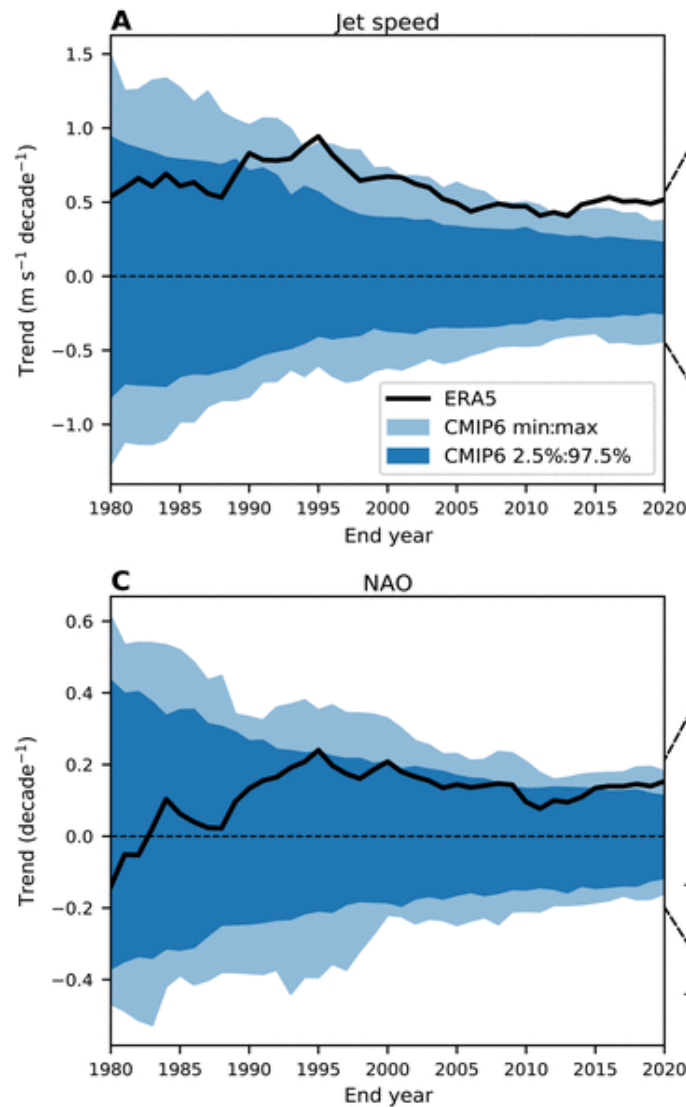 A
Jet speed
Trend (m s⁻¹ decade⁻¹)
1.5
1.0
0.5
0.0
−0.5
−1.0
ERA5
CMIP6 min:max
CMIP6 2.5%:97.5%
1980 1985 1990 1995 2000 2005 2010 2015 2020
End year
C
NAO
Trend (decade⁻¹)
0.6
0.4
0.2
0.0
−0.2
−0.4
1980 1985 1990 1995 2000 2005 2010 2015 2020
End year